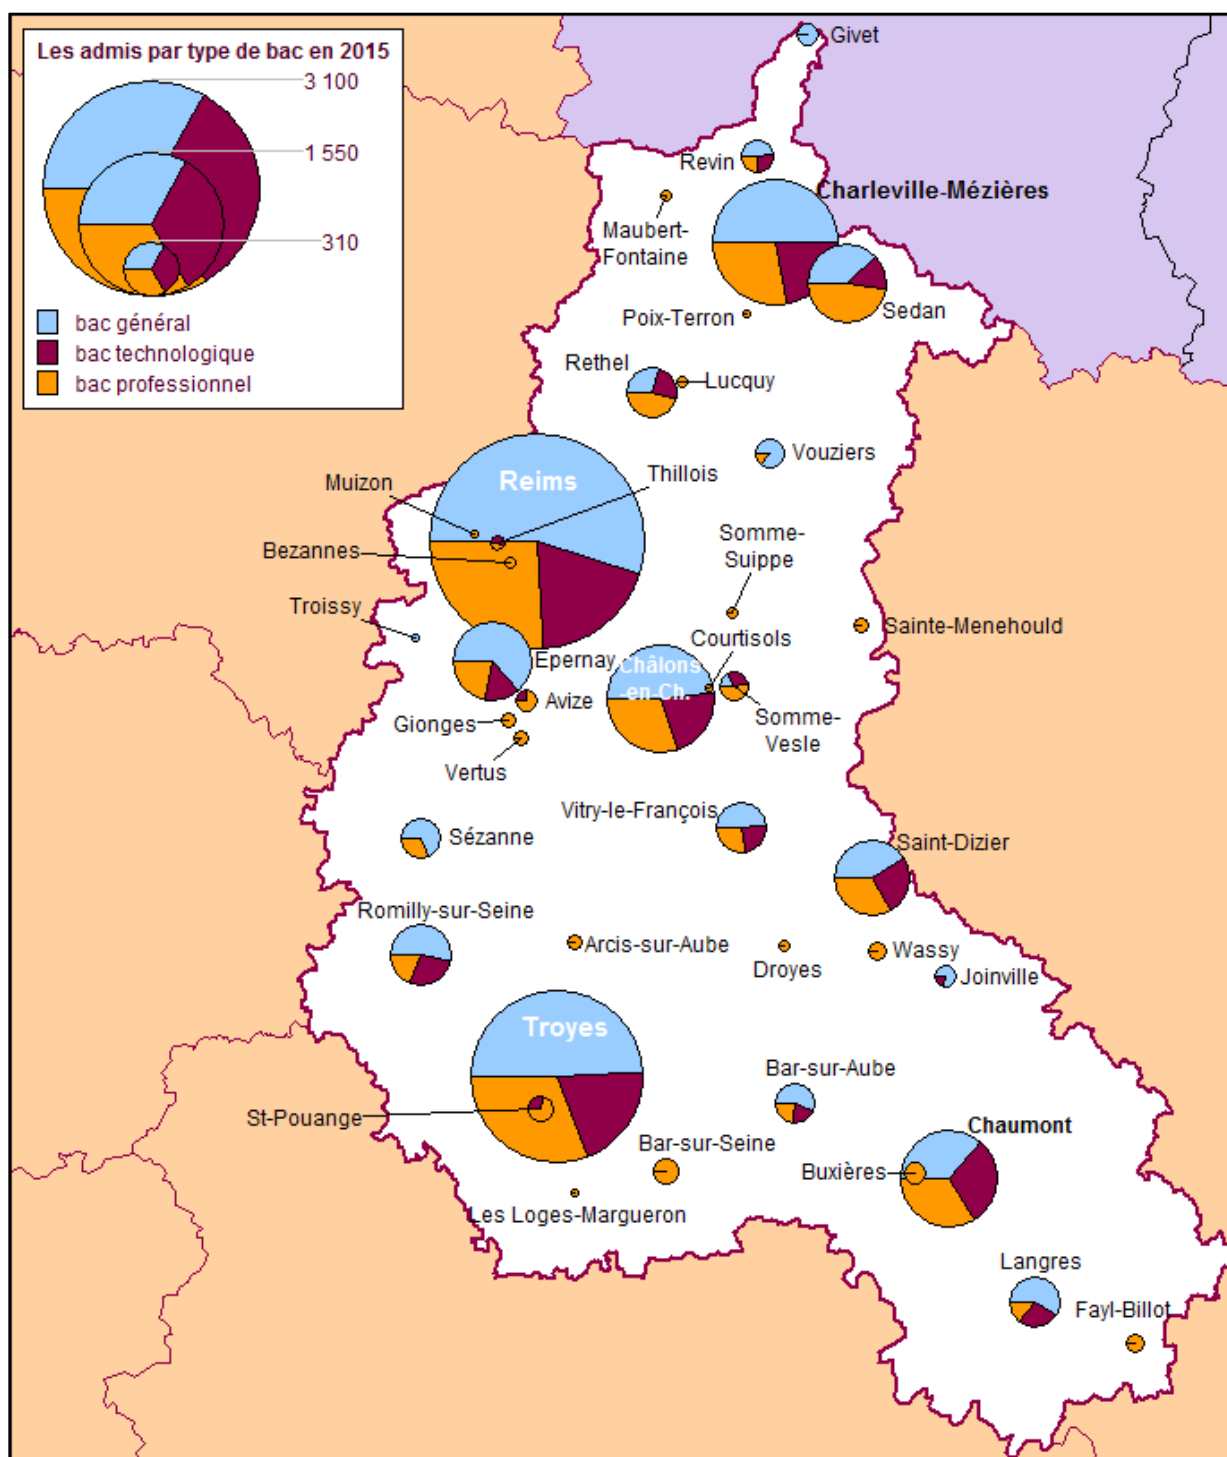 Les admis par type de bac en 2015
3 100
1 550
310
bac général
bac technologique
bac professionnel
Givet
Revin
Charleville-Mézières
Maubert-
Fontaine
Sedan
Poix-Terron
Rethel
Lucquy
Vouziers
Reims
Thillois
Muizon
Bezannes
Somme-
Suippe
Troissy
Sainte-Menehould
Courtisols
Epernay
Châlons
-en-Ch.
Avize
Somme-
Vesle
Gionges
Vertus
Vitry-le-François
Sézanne
Saint-Dizier
Romilly-sur-Seine
Arcis-sur-Aube
Droyes
Wassy
Joinville
Troyes
Bar-sur-Aube
St-Pouange
Chaumont
Bar-sur-Seine
Buxières
Les Loges-Margueron
Langres
Fayl-Billot